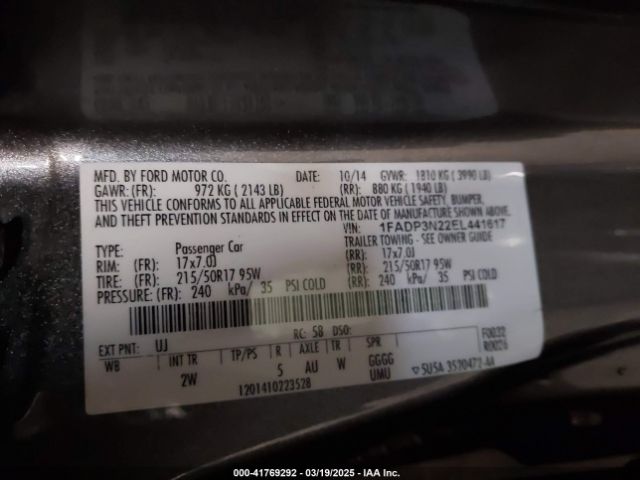 MFD. BY FORD MOTOR CO. DATE: 10/14 GVWR: 1810 KG ( 3990 LB)
GAWR: (FR): 972 KG ( 2143 LB) (RR): 880 KG ( 1940 LB)
THIS VEHICLE CONFORMS TO ALL APPLICABLE FEDERAL MOTOR VEHICLE SAFETY, BUMPER,
AND THEFT PREVENTION STANDARDS IN EFFECT ON THE DATE OF MANUFACTURE SHOWN ABOVE.
VIN: 1FADP3N22EL441617
TYPE: Passenger Car TRAILER TOWING - SEE OWNER GUIDE
RIM: (FR): 17x7.0J (RR): 17x7.0J
TIRE: (FR): 215/50R17 95W (RR): 215/50R17 95W
PRESSURE: (FR): 240 kPa/ 35 PSI COLD (RR): 240 kPa/ 35 PSI COLD
RC: 58 DSO: F0032
EXT PNT: UJ R0026
WB INT TR TP/PS R AXLE TR SPR
2W 5 AU W GGGG
UMU
1201410223528 5U5A 3520472-AA
000-41769292 - 03/19/2025 - IAA Inc.